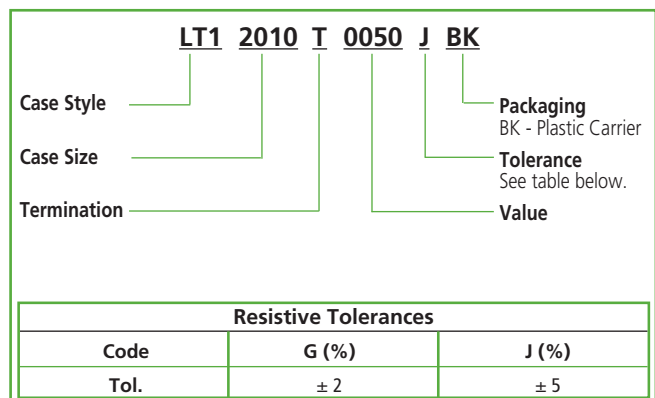 LT1 2010 T 0050 J BK
Case Style
Case Size
Termination
Packaging
BK - Plastic Carrier
Tolerance
See table below.
Value
Resistive Tolerances
Code G (%) J (%)
Tol. ± 2 ± 5